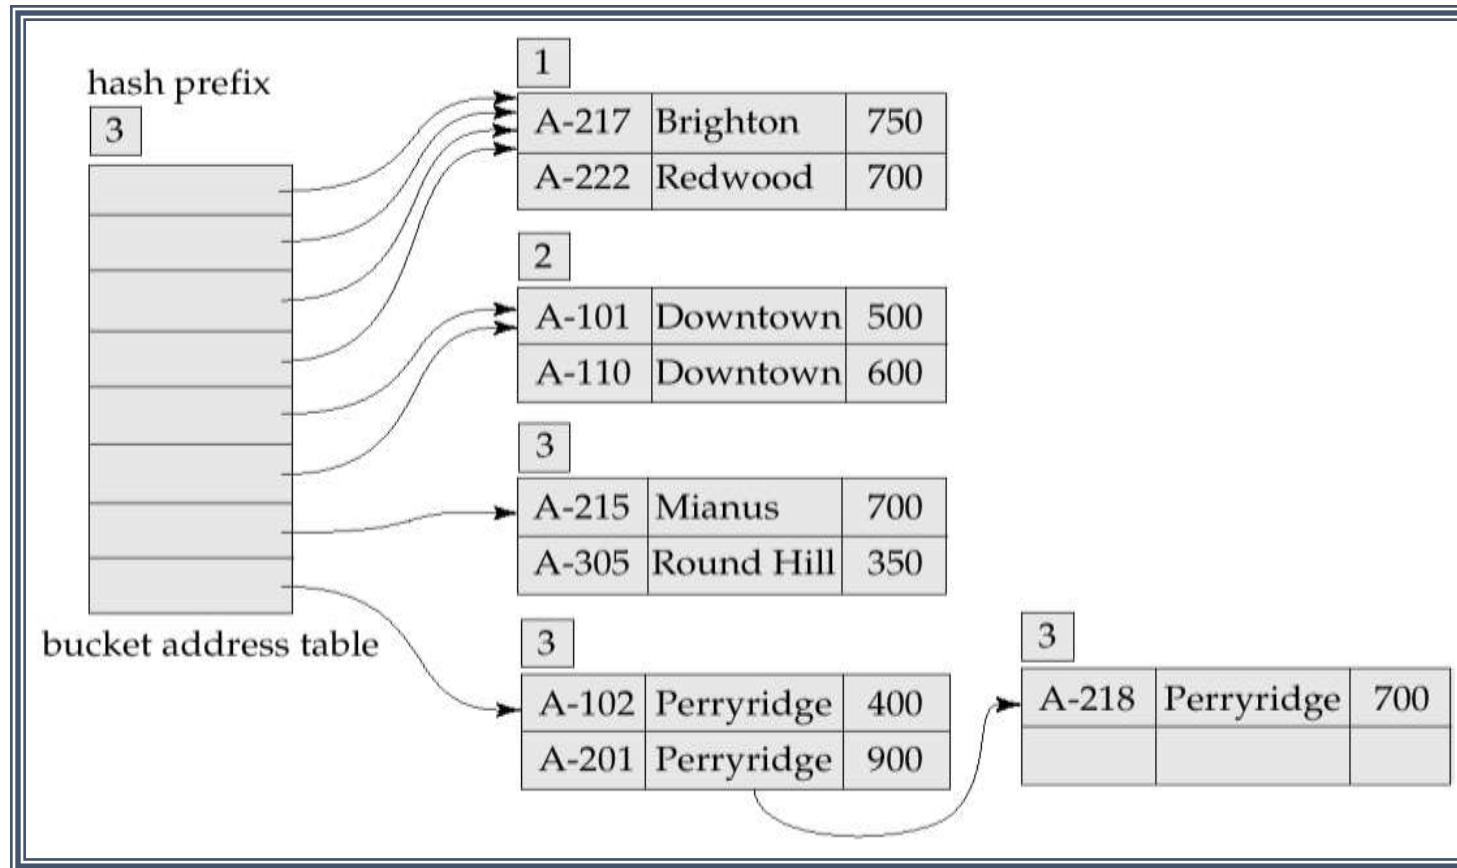 hash prefix
3
bucket address table
1
A-217 Brighton 750
A-222 Redwood 700
2
A-101 Downtown 500
A-110 Downtown 600
3
A-215 Mianus 700
A-305 Round Hill 350
3
A-102 Perryridge 400
A-201 Perryridge 900
3
A-218 Perryridge 700